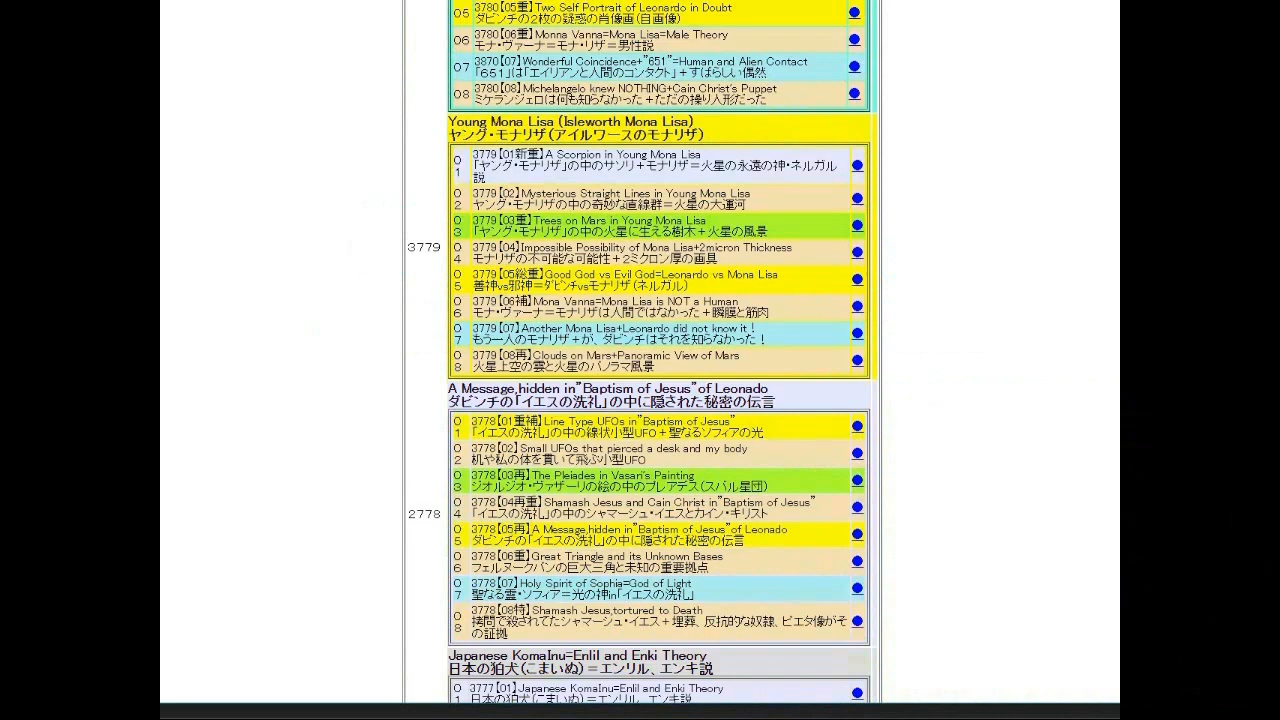 05 3780【05重】Two Self Portrait of Leonardo in Doubt
ダビンチの2枚の疑惑の肖像画(自画像)
06 3780【06重】Monna Vanna=Mona Lisa=Male Theory
モナ・ヴァーナ=モナ・リザ=男性説
07 3870【07】Wonderful Coincidence+"651"=Human and Alien Contact
「651」は「エイリアンと人間のコンタクト」+すばらしい偶然
08 3780【08】Michelangelo knew NOTHING+Cain Christ's Puppet
ミケランジェロは何も知らなかった+ただの操り人形だった
Young Mona Lisa (Isleworth Mona Lisa)
ヤング・モナリザ(アイルワースのモナリザ)
3779
01 3779【01新重】A Scorpion in Young Mona Lisa
「ヤング・モナリザ」の中のサソリ+モナリザ=火星の永遠の神・ネルガル
説
02 3779【02】Mysterious Straight Lines in Young Mona Lisa
ヤング・モナリザの中の奇妙な直線群=火星の大運河
03 3779【03重】Trees on Mars in Young Mona Lisa
「ヤング・モナリザ」の中の火星に生える樹木+火星の風景
04 3779【04】Impossible Possibility of Mona Lisa+2micron Thickness
モナリザの不可能な可能性+2ミクロン厚の画具
05 3779【05総重】Good God vs Evil God=Leonardo vs Mona Lisa
善神vs邪神=ダビンチvsモナリザ(ネルガル)
06 3779【06補】Mona Vanna=Mona Lisa is NOT a Human
モナ・ヴァーナ=モナリザは人間ではなかった+瞬膜と筋肉
07 3779【07】Another Mona Lisa+Leonardo did not know it!
もう一人のモナリザ+が、ダビンチはそれを知らなかった!
08 3779【08再】Clouds on Mars+Panoramic View of Mars
火星上空の雲と火星のパノラマ風景
A Message,hidden in"Baptism of Jesus"of Leonado
ダビンチの「イエスの洗礼」の中に隠された秘密の伝言
2778
01 3778【01重補】Line Type UFOs in"Baptism of Jesus"
「イエスの洗礼」の中の線状小型UFO+聖なるソフィアの光
02 3778【02】Small UFOs that pierced a desk and my body
机や私の体を貫いて飛ぶ小型UFO
03 3778【03再】The Pleiades in Vasari's Painting
ジオルジオ・ヴァザーリの絵の中のプレアデス(スバル星団)
04 3778【04再重】Shamash Jesus and Cain Christ in"Baptism of Jesus"
「イエスの洗礼」の中のシャマーシュ・イエスとカイン・キリスト
05 3778【05再】A Message,hidden in"Baptism of Jesus"of Leonado
ダビンチの「イエスの洗礼」の中に隠された秘密の伝言
06 3778【06重】Great Triangle and its Unknown Bases
フェルヌークバンの巨大三角と未知の重要拠点
07 3778【07】Holy Spirit of Sophia=God of Light
聖なる霊・ソフィア=光の神in「イエスの洗礼」
08 3778【08特】Shamash Jesus,tortured to Death
拷問で殺されてたシャマーシュ・イエス+埋葬、反抗的な奴隷、ピエタ像がそ
の証拠
Japanese KomaInu=Enlil and Enki Theory
日本の狛犬(こまいぬ)=エンリル、エンキ説
01 3777【01】Japanese KomaInu=Enlil and Enki Theory
日本の狛犬(こまいぬ)=エンリル、エンキ説